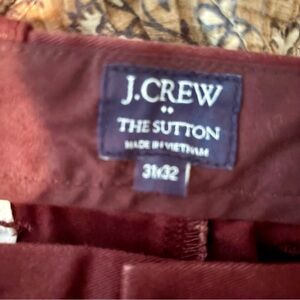 J.CREW
THE SUTTON
MADE IN VIETNAM
31x32